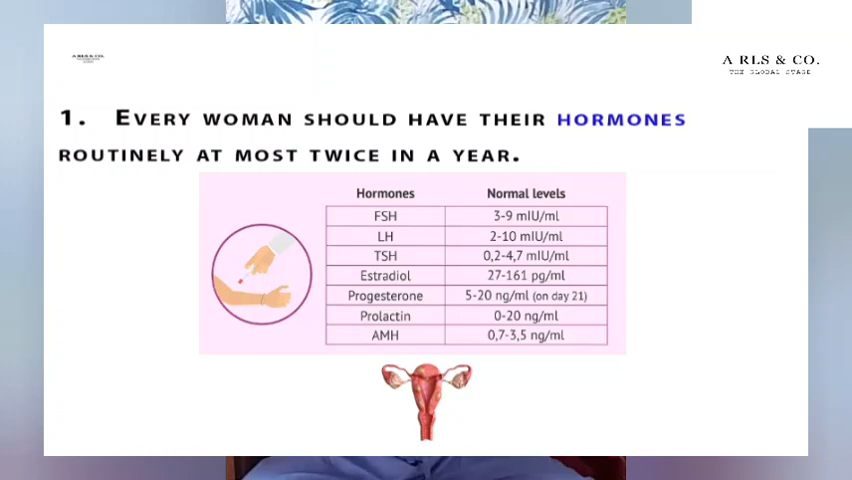 A RLS & CO.
A RLS & CO.
THE GLOBAL STAGE
1. EVERY WOMAN SHOULD HAVE THEIR HORMONES
ROUTINELY AT MOST TWICE IN A YEAR.
Hormones Normal levels
FSH 3-9 mIU/ml
LH 2-10 mIU/ml
TSH 0,2-4,7 mIU/ml
Estradiol 27-161 pg/ml
Progesterone 5-20 ng/ml (on day 21)
Prolactin 0-20 ng/ml
AMH 0,7-3,5 ng/ml